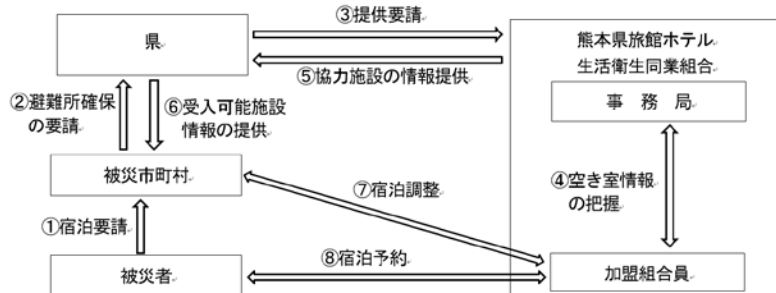 ③提供要請
県
熊本県旅館ホテル
生活衛生同業組合
⑤協力施設の情報提供
②避難所確保
の要請
⑥受入可能施設
情報の提供
事　務　局
被災市町村
⑦宿泊調整
④空き室情報
の把握
①宿泊要請
被災者
⑧宿泊予約
加盟組合員